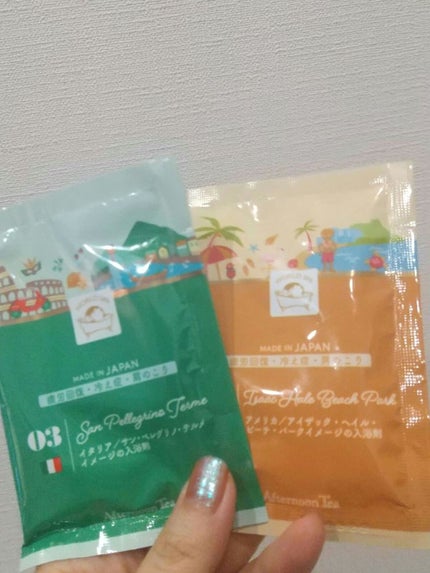 MADE IN JAPAN
疲労回復・冷え症・肩のこり
03
San Pellegrino Terme
イタリア/サン・ペレグリノ・テルメ
イメージの入浴剤
Afternoon Tea
MADE IN JAPAN
疲労回復・冷え症・肩のこり
Isaac Hale Beach Park
アメリカ/アイザック・ヘイル・
ビーチ・パークイメージの入浴剤
Afternoon Tea